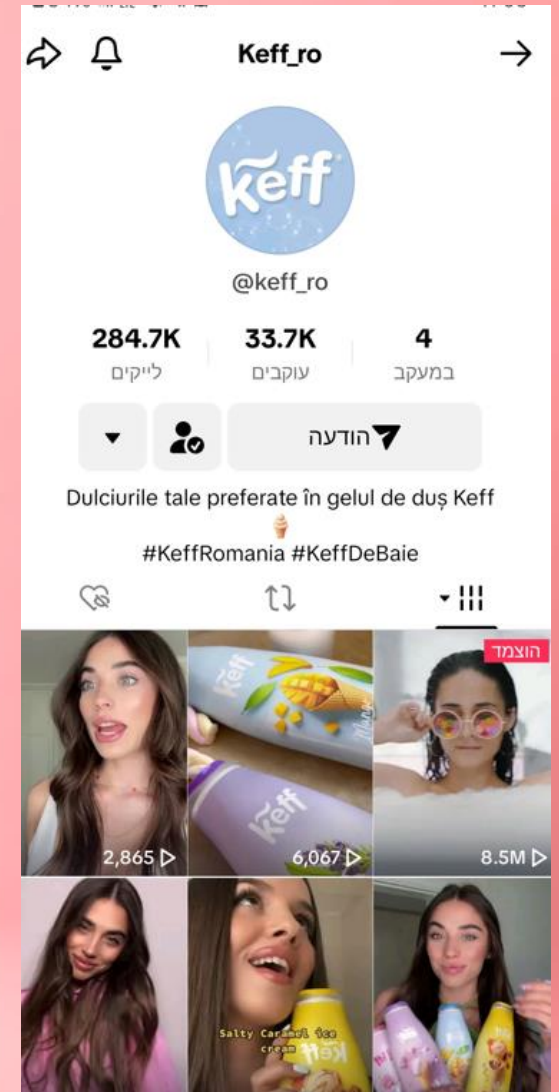 Keff_ro
keff
@keff_ro
284.7K 33.7K 4
לייקים עוקבים במעקב
הודעה
Dulciurile tale preferate în gelul de duș Keff
#KeffRomania #KeffDeBaie
הוצמד
keff
keff
2,865 6,067 8.5M
Salty Caramel ice
cream
keff